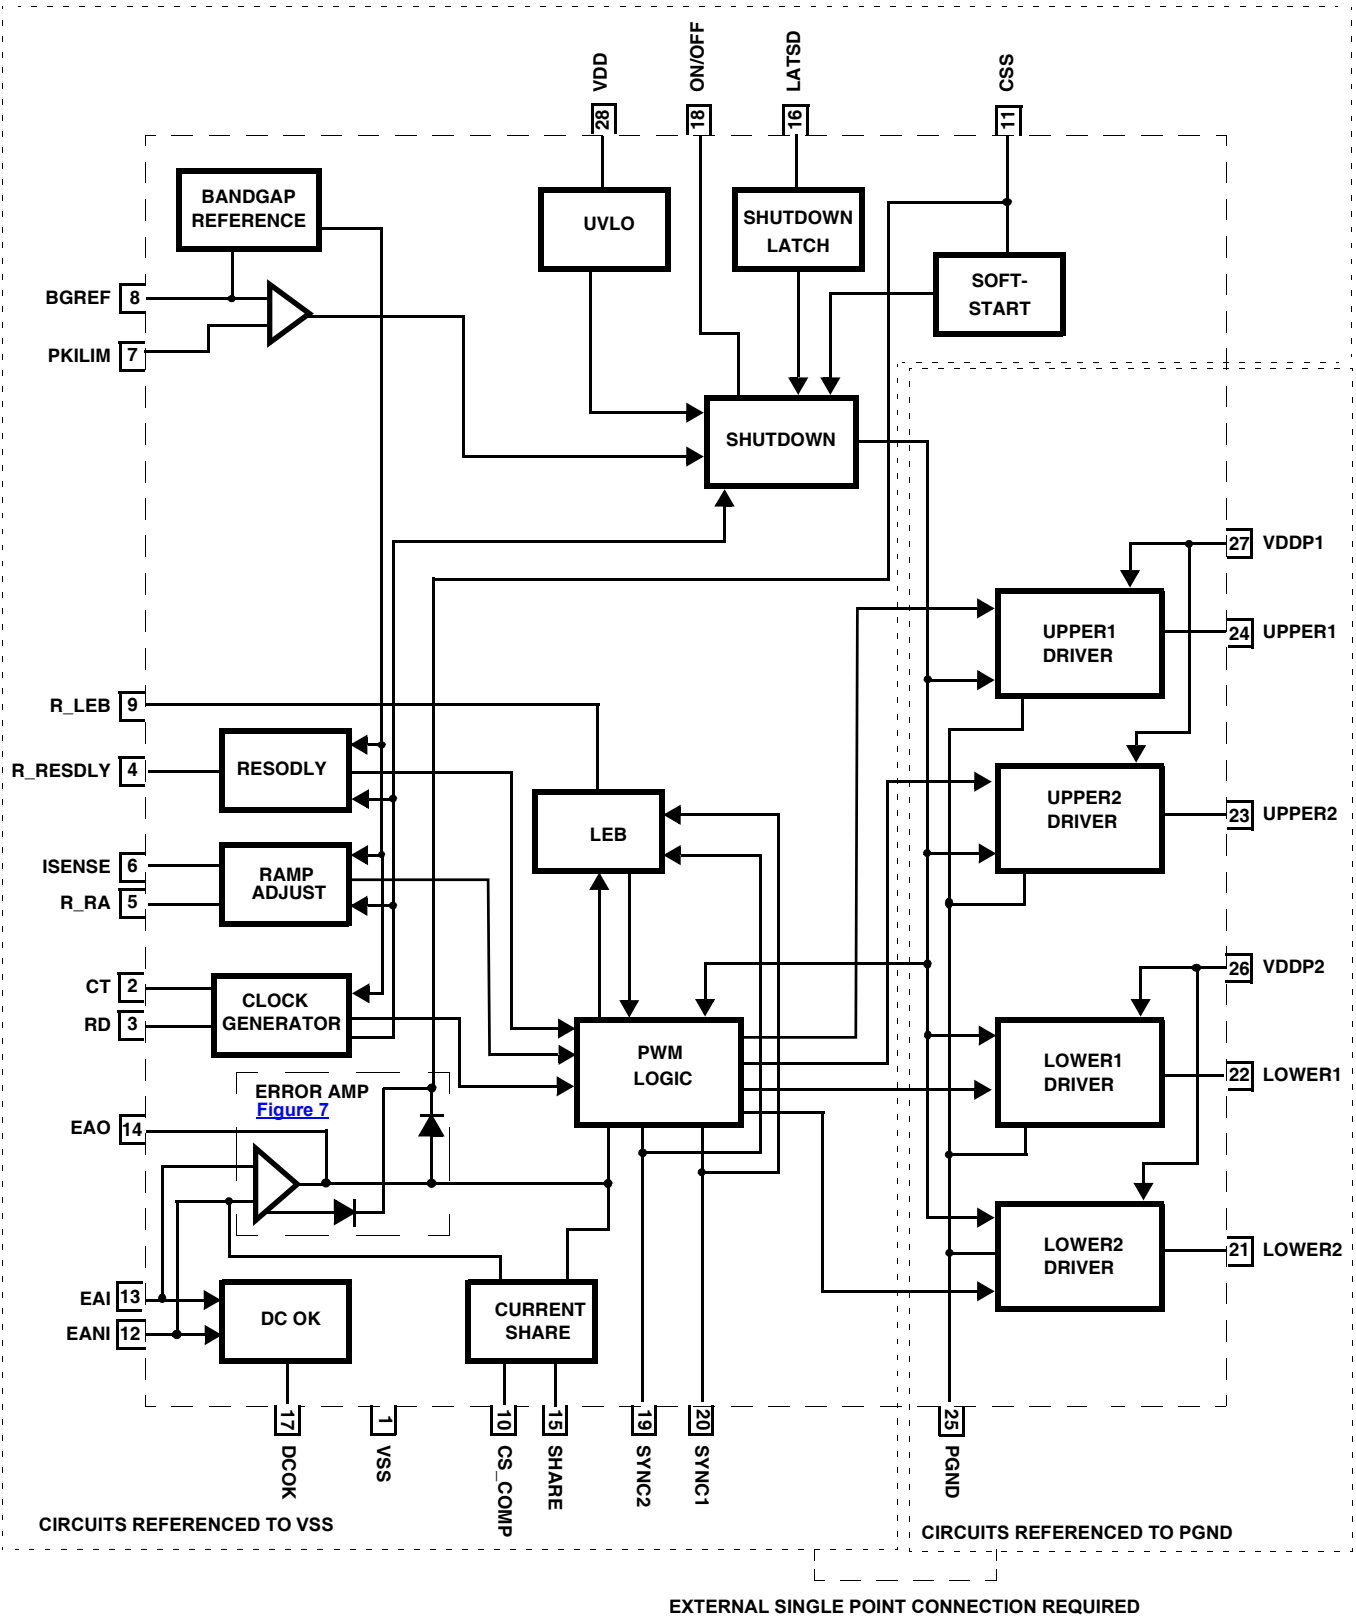 VDD
ON/OFF
LATSD
CSS
28
18
16
11
BANDGAP
REFERENCE
UVLO
SHUTDOWN
LATCH
SOFT-
START
BGREF 8
PKILIM 7
SHUTDOWN
27 VDDP1
UPPER1
DRIVER
24 UPPER1
R_LEB 9
R_RESDLY 4
RESODLY
UPPER2
DRIVER
23 UPPER2
LEB
ISENSE 6
R_RA 5
RAMP
ADJUST
26 VDDP2
CT 2
RD 3
CLOCK
GENERATOR
PWM
LOGIC
LOWER1
DRIVER
22 LOWER1
ERROR AMP
Figure 7
EAO 14
LOWER2
DRIVER
21 LOWER2
EAI 13
EANI 12
DC OK
CURRENT
SHARE
17
1
10
15
19
20
25
DCOK
VSS
CS_COMP
SHARE
SYNC2
SYNC1
PGND
CIRCUITS REFERENCED TO VSS
CIRCUITS REFERENCED TO PGND
EXTERNAL SINGLE POINT CONNECTION REQUIRED